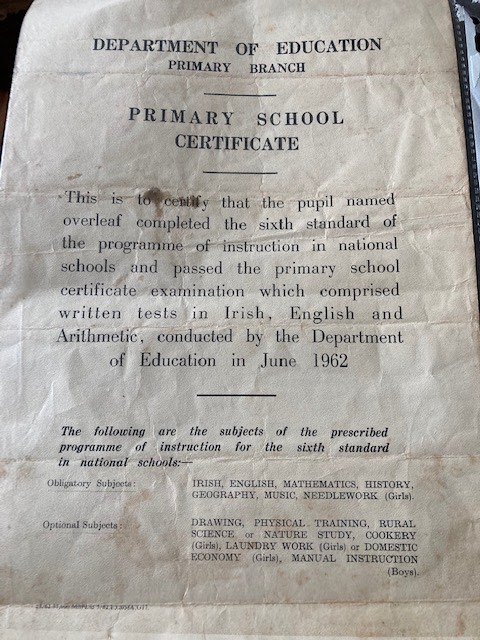 DEPARTMENT OF EDUCATION
PRIMARY BRANCH
PRIMARY SCHOOL
CERTIFICATE
This is to certify that the pupil named
overleaf completed the sixth standard of
the programme of instruction in national
schools and passed the primary school
certificate examination which comprised
written tests in Irish, English and
Arithmetic, conducted by the Department
of Education in June 1962
The following are the subjects of the prescribed
programme of instruction for the sixth standard
in national schools:—
Obligatory Subjects: IRISH, ENGLISH, MATHEMATICS, HISTORY,
GEOGRAPHY, MUSIC, NEEDLEWORK (Girls).
Optional Subjects: DRAWING, PHYSICAL TRAINING, RURAL
SCIENCE or NATURE STUDY, COOKERY
(Girls), LAUNDRY WORK (Girls) or DOMESTIC
ECONOMY (Girls), MANUAL INSTRUCTION
(Boys).